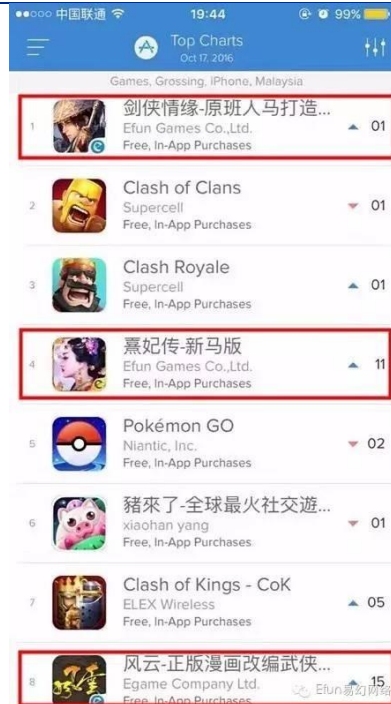 中国联通 19:44 99%
Top Charts
Oct 17, 2016
Games, Grossing, iPhone, Malaysia
1 剑侠情缘-原班人马打造... 01
Efun Games Co.,Ltd.
Free, In-App Purchases
2 Clash of Clans 01
Supercell
Free, In-App Purchases
3 Clash Royale 01
Supercell
Free, In-App Purchases
4 熹妃传-新马版 11
Efun Games Co.,Ltd.
Free, In-App Purchases
5 Pokémon GO 02
Niantic, Inc.
Free, In-App Purchases
6 豬來了-全球最火社交遊... 01
xiaohan yang
Free, In-App Purchases
7 Clash of Kings - CoK 05
ELEX Wireless
Free, In-App Purchases
8 风云-正版漫画改编武侠... 15
Egame Company Ltd.
Efun易幻网络
Free, In-App Purchases